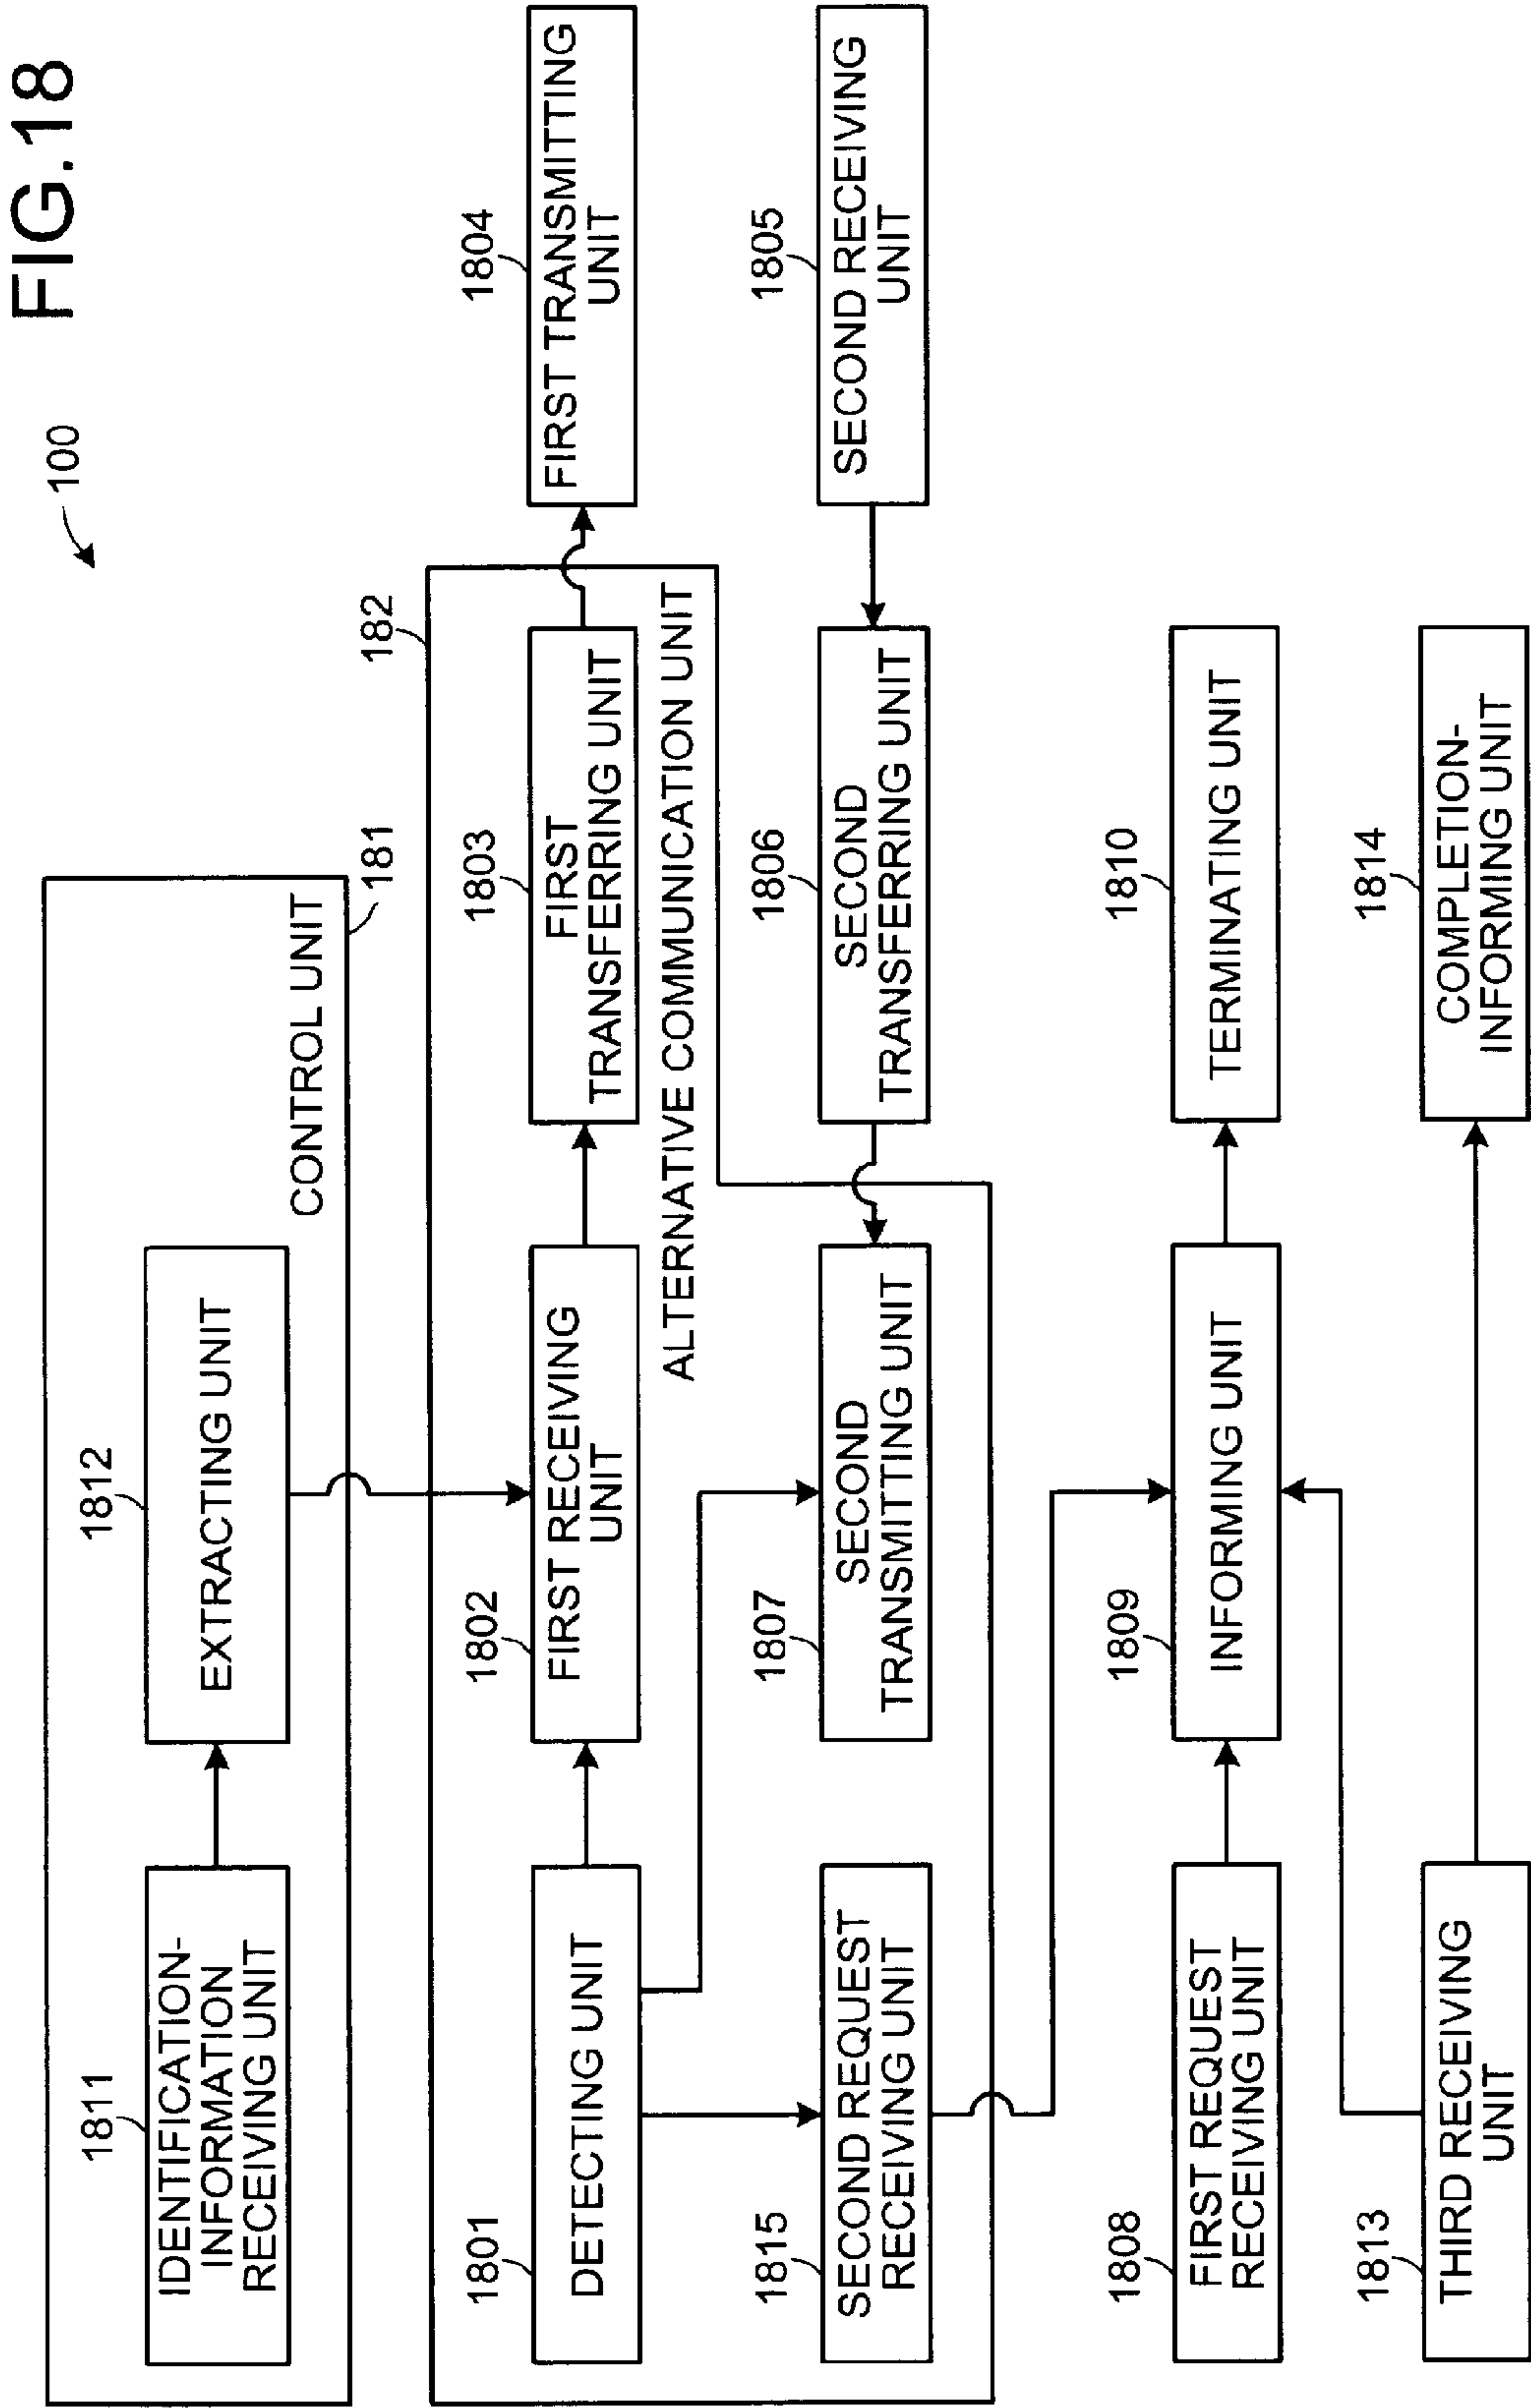 FIG.18
100
1811
IDENTIFICATION-
INFORMATION
RECEIVING UNIT
1812
EXTRACTING UNIT
CONTROL UNIT
181
182
1801
DETECTING UNIT
1802
FIRST RECEIVING
UNIT
1803
FIRST
TRANSFERRING UNIT
1804
FIRST TRANSMITTING
UNIT
ALTERNATIVE COMMUNICATION UNIT
1815
SECOND REQUEST
RECEIVING UNIT
1807
SECOND
TRANSMITTING UNIT
1806
SECOND
TRANSFERRING UNIT
1805
SECOND RECEIVING
UNIT
1808
FIRST REQUEST
RECEIVING UNIT
1809
INFORMING UNIT
1810
TERMINATING UNIT
1813
THIRD RECEIVING
UNIT
1814
COMPLETION-
INFORMING UNIT